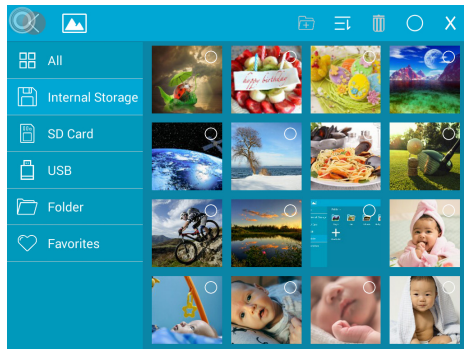 X
All
Internal Storage
SD Card
USB
Folder
Favorites
happy birthday